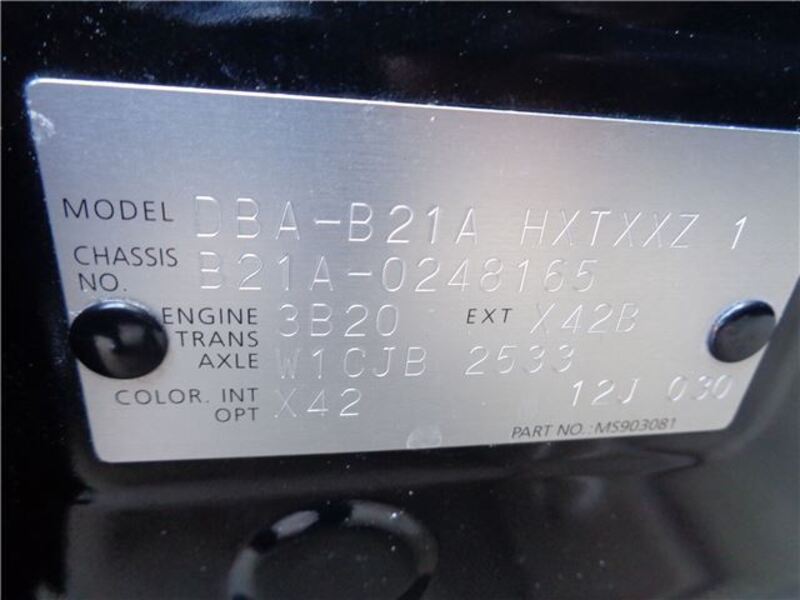 MODEL DBA-B21A HXTXXZ 1
CHASSIS NO. B21A-0248165
ENGINE 3B20 EXT X42B
TRANS AXLE W1CJB 2533
COLOR. INT OPT X42 12J 030
PART NO.: MS903081